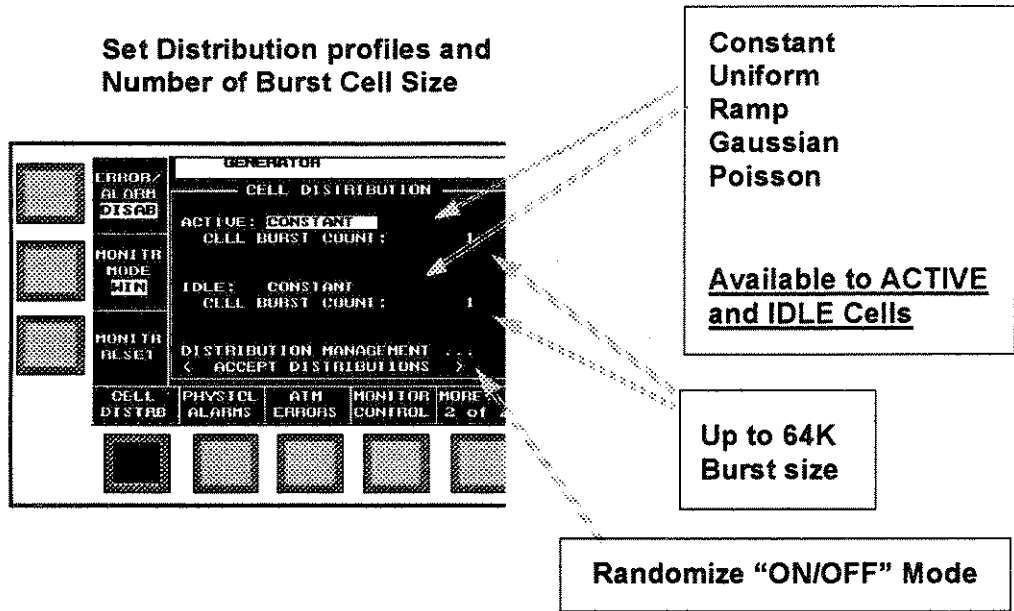 Set Distribution profiles and
Number of Burst Cell Size
GENERATOR
ERROR/
ALARM
DISAB
CELL DISTRIBUTION
ACTIVE: CONSTANT
CELL BURST COUNT: 1
MONITR
MODE
WIN
IDLE: CONSTANT
CELL BURST COUNT: 1
MONITR
RESET
DISTRIBUTION MANAGEMENT ...
< ACCEPT DISTRIBUTIONS >
CELL
DISTRB
PHYSICL
ALARMS
ATM
ERRORS
MONITOR
CONTROL
MORE
2 of
Constant
Uniform
Ramp
Gaussian
Poisson
Available to ACTIVE
and IDLE Cells
Up to 64K
Burst size
Randomize “ON/OFF” Mode